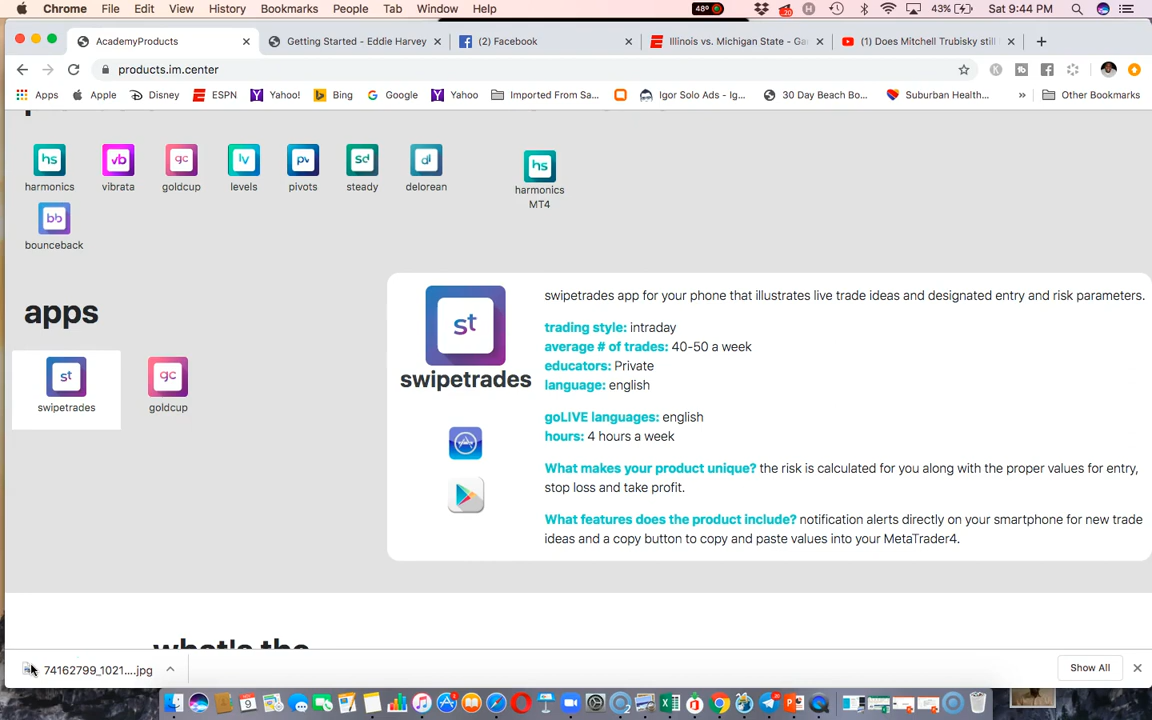 Chrome File Edit View History Bookmarks People Tab Window Help 48° 20 43% Sat 9:44 PM
AcademyProducts Getting Started - Eddie Harvey (2) Facebook Illinois vs. Michigan State - Ga (1) Does Mitchell Trubisky still
products.im.center
Apps Apple Disney ESPN Yahoo! Bing Google Yahoo Imported From Sa... Igor Solo Ads - Ig... 30 Day Beach Bo... Suburban Health... » Other Bookmarks
hs vb gc lv pv sd dl hs
harmonics vibrata goldcup levels pivots steady delorean harmonics
MT4
bb
bounceback
apps
st gc
swipetrades goldcup
st
swipetrades
swipetrades app for your phone that illustrates live trade ideas and designated entry and risk parameters.
trading style: intraday
average # of trades: 40-50 a week
educators: Private
language: english
goLIVE languages: english
hours: 4 hours a week
What makes your product unique? the risk is calculated for you along with the proper values for entry,
stop loss and take profit.
What features does the product include? notification alerts directly on your smartphone for new trade
ideas and a copy button to copy and paste values into your MetaTrader4.
what's the
74162799_1021....jpg Show All
9